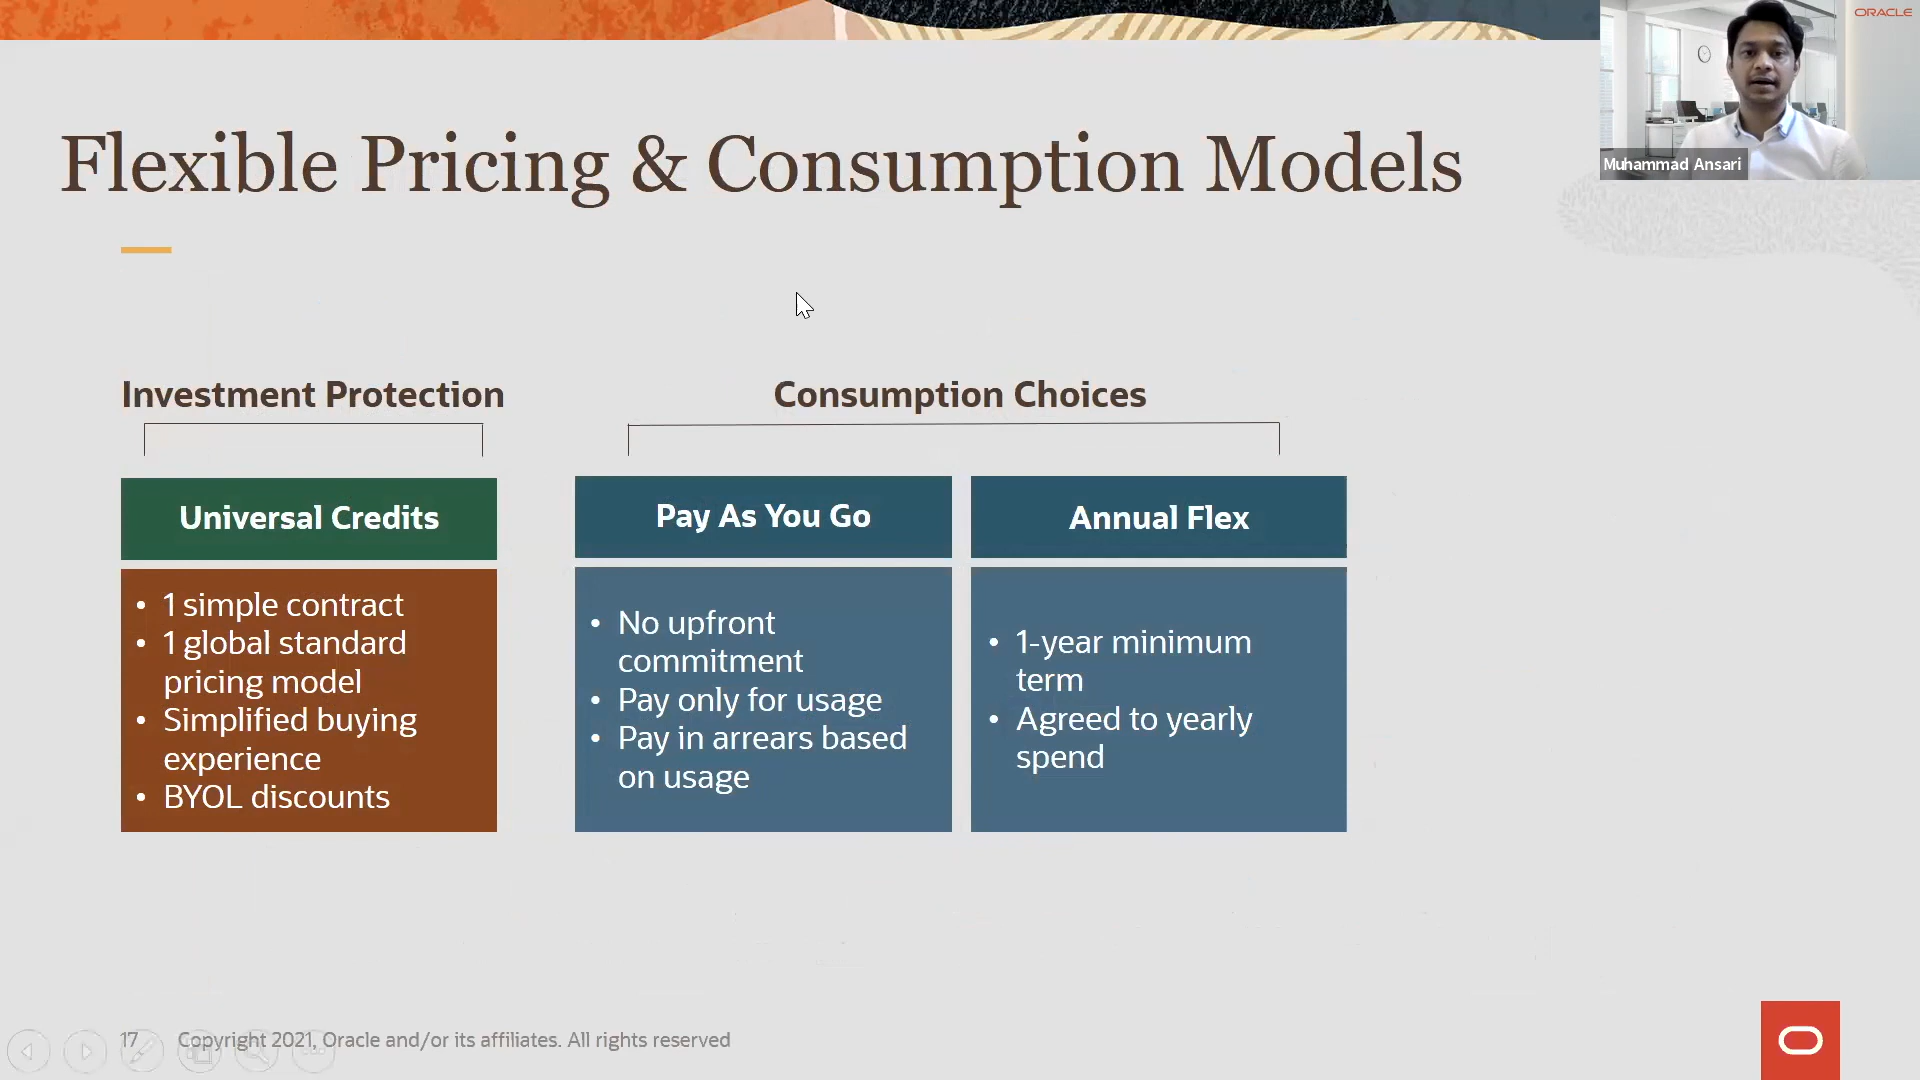 ORACLE
Muhammad Ansari
Flexible Pricing & Consumption Models
Investment Protection
Universal Credits
• 1 simple contract
• 1 global standard
pricing model
• Simplified buying
experience
• BYOL discounts
Consumption Choices
Pay As You Go
• No upfront
commitment
• Pay only for usage
• Pay in arrears based
on usage
Annual Flex
• 1-year minimum
term
• Agreed to yearly
spend
17
Copyright 2021, Oracle and/or its affiliates. All rights reserved